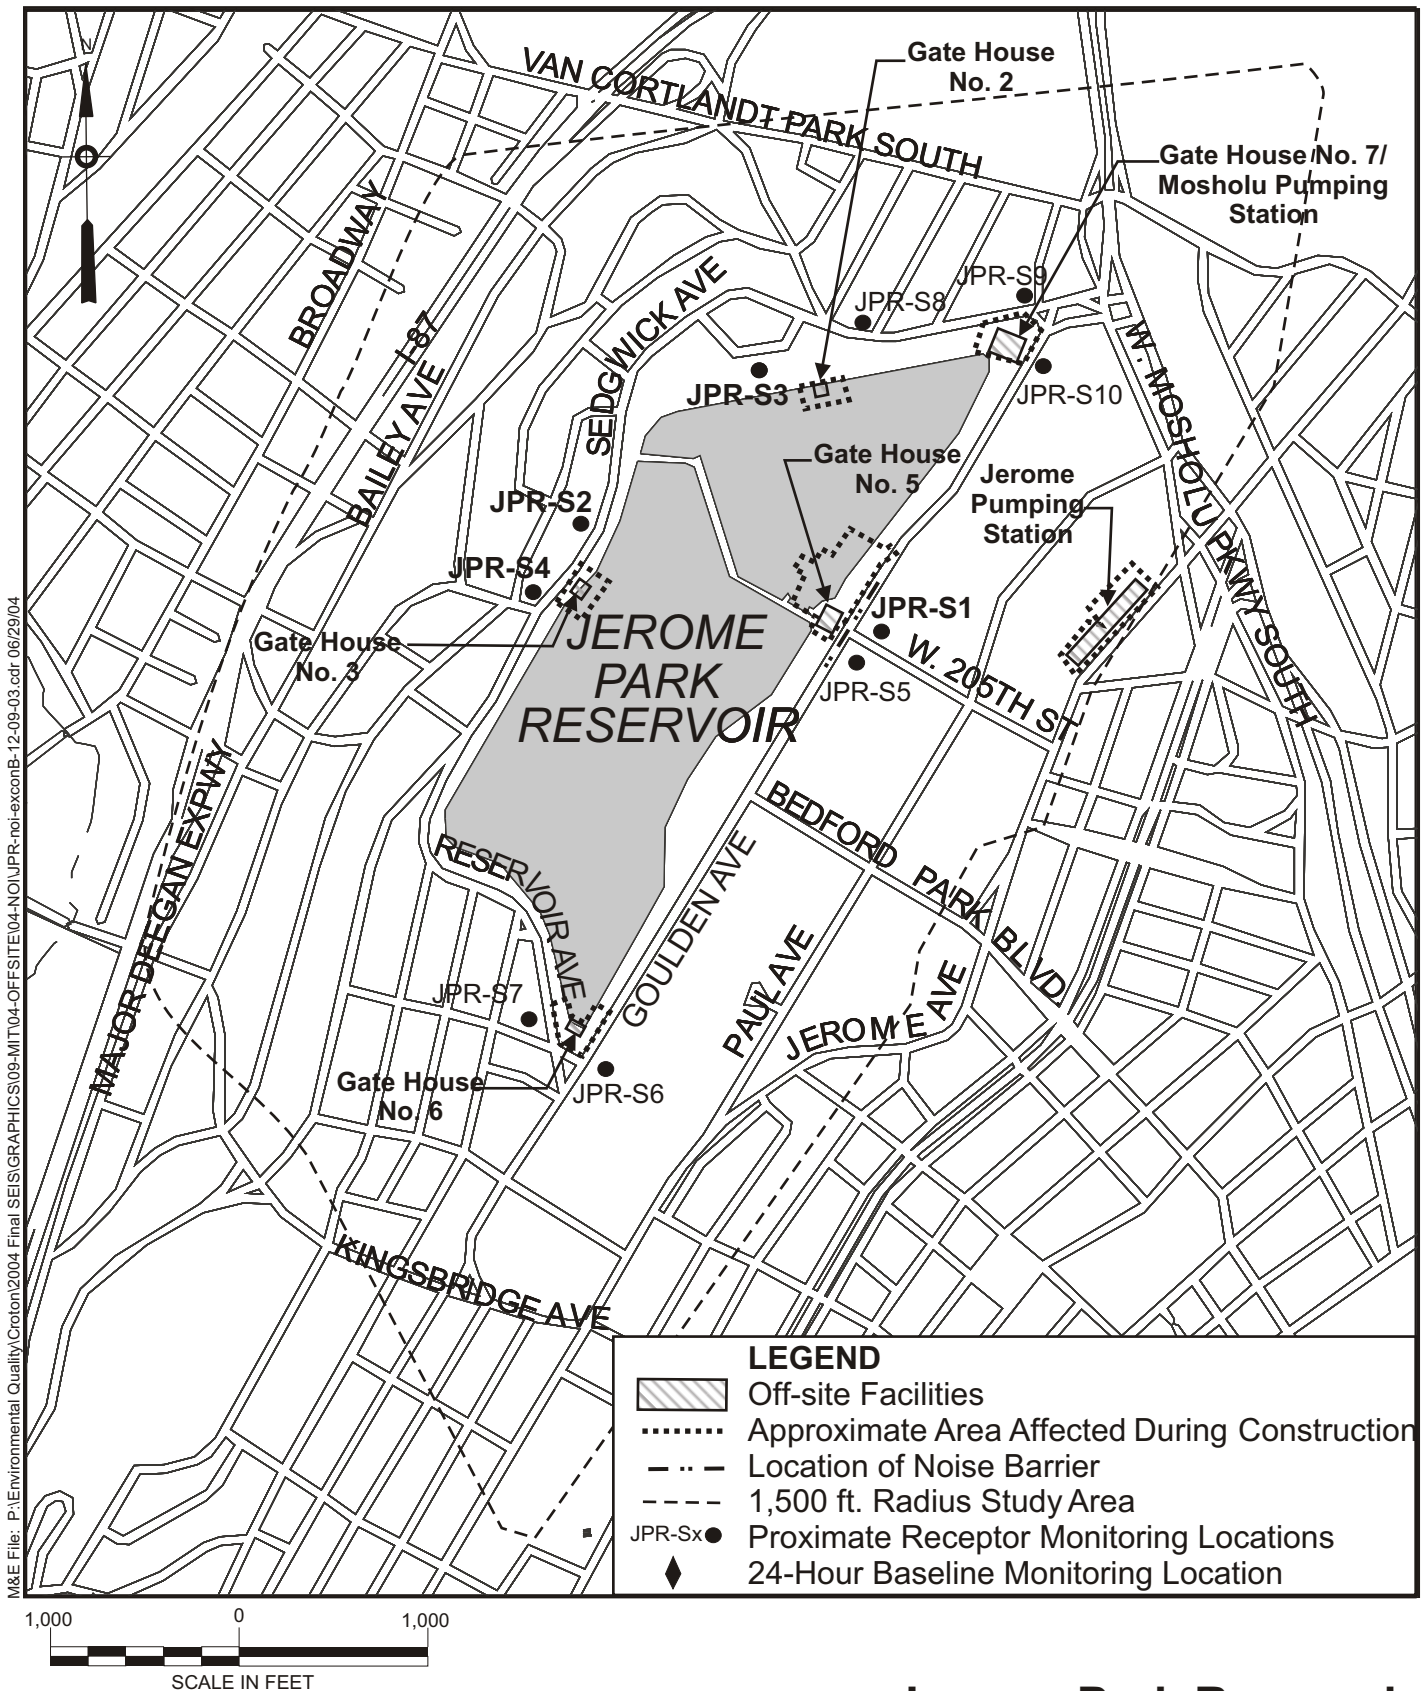 N
Gate House
No. 2
VAN CORTLANDT PARK SOUTH
Gate House No. 7/
Mosholu Pumping
Station
BROADWAY
I-87
SEDGWICK AVE
JPR-S9
JPR-S8
BAILEY AVE
JPR-S3
JPR-S10
W. MOSHOLU PKWY SOUTH
Gate House
No. 5
Jerome
Pumping
Station
JPR-S2
JPR-S4
JPR-S1
Gate House
No. 3
JEROME
PARK
RESERVOIR
W. 205TH ST
JPR-S5
MAJOR DEEGAN EXPWY
BEDFORD PARK BLVD.
RESERVOIR AVE
GOULDEN AVE
PAUL AVE
JEROME AVE
JPR-S7
Gate House
No. 6
JPR-S6
KINGSBRIDGE AVE
LEGEND
Off-site Facilities
Approximate Area Affected During Construction
Location of Noise Barrier
1,500 ft. Radius Study Area
JPR-Sx Proximate Receptor Monitoring Locations
24-Hour Baseline Monitoring Location
M&E File: P:\Environmental Quality\Croton\2004 Final SEIS\GRAPHICS\09-MIT\04-OFFSITE\04-NOI\JPR-noi-exconB-12-09-03.cdr 06/29/04
1,000 0 1,000
SCALE IN FEET